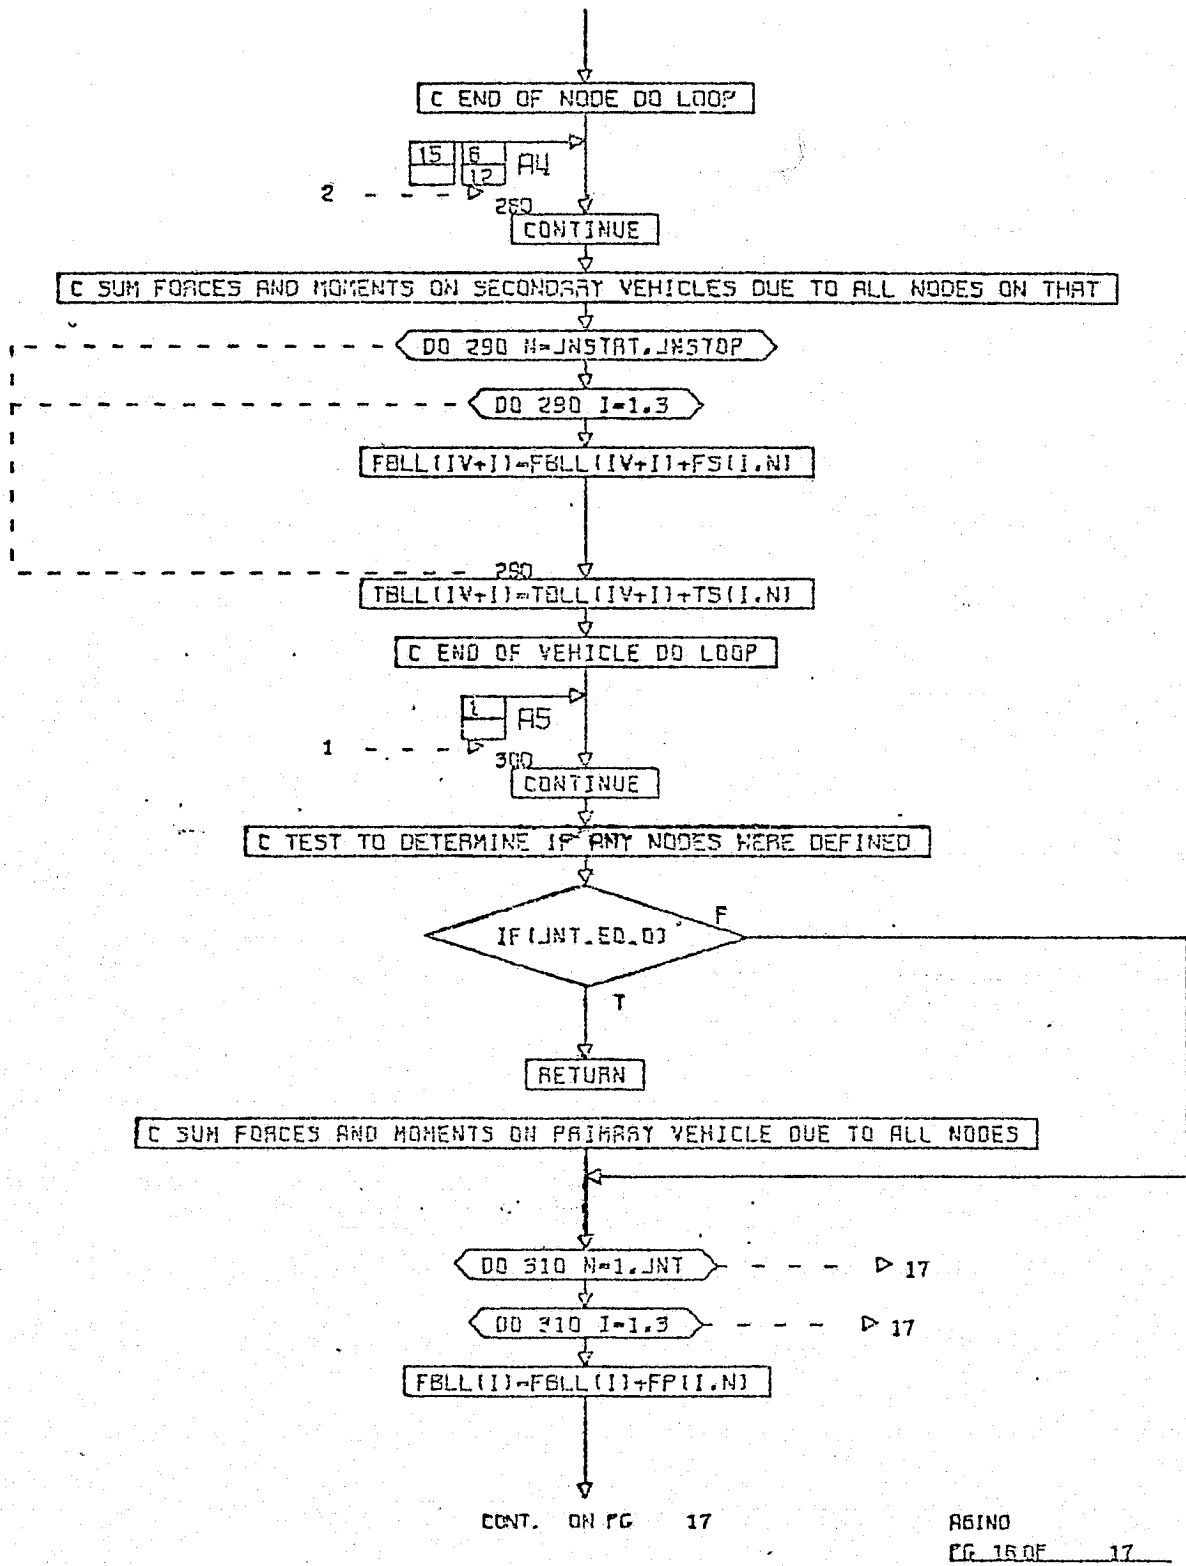 C END OF NODE DO LOOP
15 6 A4
12
2
280
CONTINUE
C SUM FORCES AND MOMENTS ON SECONDARY VEHICLES DUE TO ALL NODES ON THAT
DO 290 N=JNSTRT,JNSTOP
DO 290 I=1,3
FBLL(IV+I)=FBLL(IV+I)+FS(I,N)
290
TBLL(IV+I)=TBLL(IV+I)+TS(I,N)
C END OF VEHICLE DO LOOP
1 A5
1
300
CONTINUE
C TEST TO DETERMINE IF ANY NODES WERE DEFINED
F
IF(JNT.EQ.0)
T
RETURN
C SUM FORCES AND MOMENTS ON PRIMARY VEHICLE DUE TO ALL NODES
DO 310 N=1,JNT 17
DO 310 I=1,3 17
FBLL(I)=FBLL(I)+FP(I,N)
CONT. ON PG 17
PG 16 OF 17